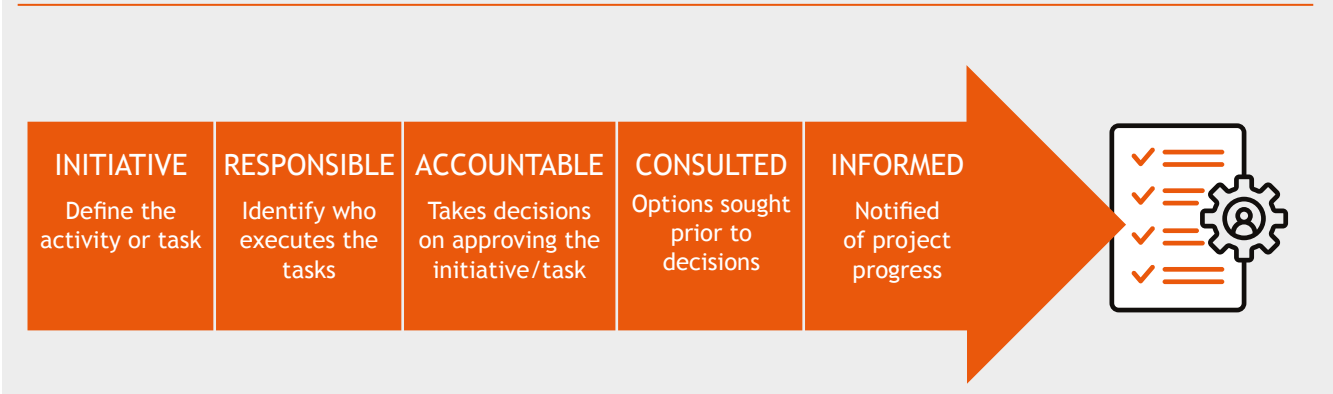 INITIATIVE
Define the
activity or task
RESPONSIBLE
Identify who
executes the
tasks
ACCOUNTABLE
Takes decisions
on approving the
initiative/task
CONSULTED
Options sought
prior to
decisions
INFORMED
Notified
of project
progress